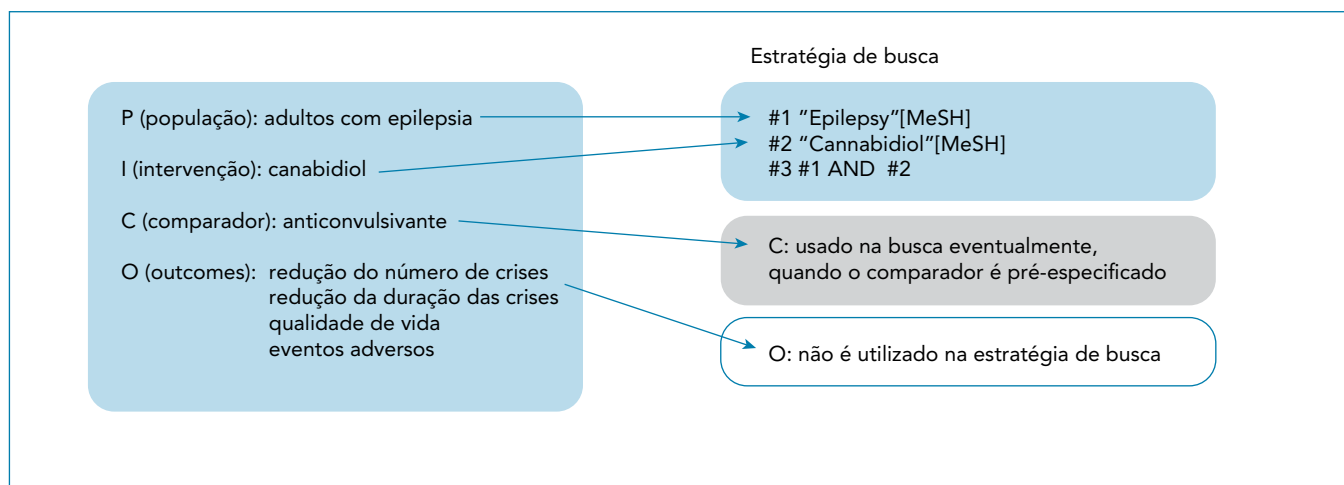 P (população): adultos com epilepsia
I (intervenção): canabidiol
C (comparador): anticonvulsivante
O (outcomes): redução do número de crises
redução da duração das crises
qualidade de vida
eventos adversos
Estratégia de busca
#1 ”Epilepsy”[MeSH]
#2 “Cannabidiol”[MeSH]
#3 #1 AND #2
C: usado na busca eventualmente,
quando o comparador é pré-especificado
O: não é utilizado na estratégia de busca